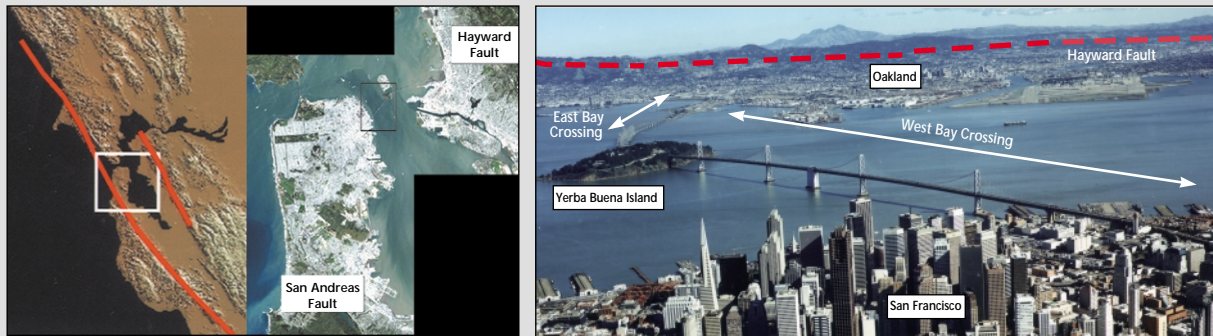 Hayward
Fault
San Andreas
Fault
Hayward Fault
Oakland
East Bay
Crossing
West Bay Crossing
Yerba Buena Island
San Francisco